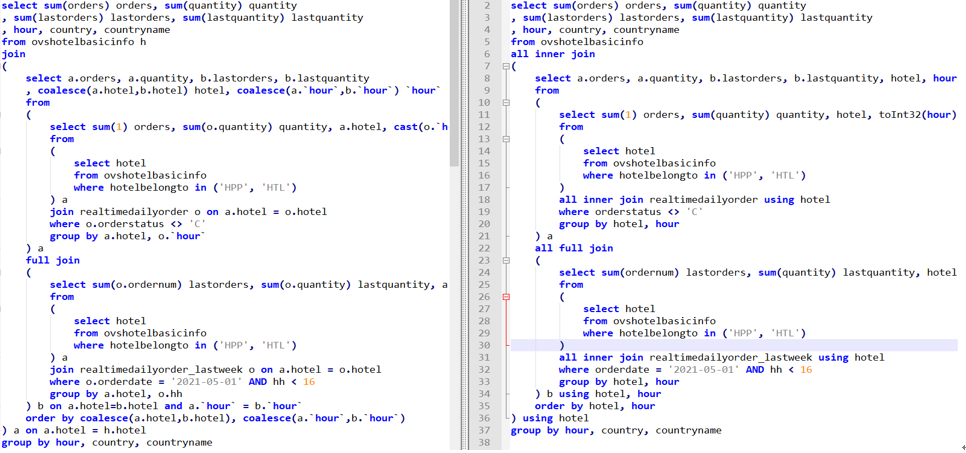 select sum(orders) orders, sum(quantity) quantity
, sum(lastorders) lastorders, sum(lastquantity) lastquantity
, hour, country, countryname
from ovshotelbasicinfo h
join
(
select a.orders, a.quantity, b.lastorders, b.lastquantity
, coalesce(a.hotel,b.hotel) hotel, coalesce(a.`hour`,b.`hour`) `hour`
from
(
select sum(1) orders, sum(o.quantity) quantity, a.hotel, cast(o.`h
from
(
select hotel
from ovshotelbasicinfo
where hotelbelongto in ('HPP', 'HTL')
) a
join realtimedailyorder o on a.hotel = o.hotel
where o.orderstatus <> 'C'
group by a.hotel, o.`hour`
) a
full join
(
select sum(o.ordernum) lastorders, sum(o.quantity) lastquantity, a
from
(
select hotel
from ovshotelbasicinfo
where hotelbelongto in ('HPP', 'HTL')
) a
join realtimedailyorder_lastweek o on a.hotel = o.hotel
where o.orderdate = '2021-05-01' AND hh < 16
group by a.hotel, o.hh
) b on a.hotel=b.hotel and a.`hour` = b.`hour`
order by coalesce(a.hotel,b.hotel), coalesce(a.`hour`,b.`hour`)
) a on a.hotel = h.hotel
group by hour, country, countryname
2 select sum(orders) orders, sum(quantity) quantity
3 , sum(lastorders) lastorders, sum(lastquantity) lastquantity
4 , hour, country, countryname
5 from ovshotelbasicinfo
6 all inner join
7 (
8 select a.orders, a.quantity, b.lastorders, b.lastquantity, hotel, hour
9 from
10 (
11 select sum(1) orders, sum(quantity) quantity, hotel, toInt32(hour)
12 from
13 (
14 select hotel
15 from ovshotelbasicinfo
16 where hotelbelongto in ('HPP', 'HTL')
17 )
18 all inner join realtimedailyorder using hotel
19 where orderstatus <> 'C'
20 group by hotel, hour
21 ) a
22 all full join
23 (
24 select sum(ordernum) lastorders, sum(quantity) lastquantity, hotel
25 from
26 (
27 select hotel
28 from ovshotelbasicinfo
29 where hotelbelongto in ('HPP', 'HTL')
30 )
31 all inner join realtimedailyorder_lastweek using hotel
32 where orderdate = '2021-05-01' AND hh < 16
33 group by hotel, hour
34 ) b using hotel, hour
35 order by hotel, hour
36 ) using hotel
37 group by hour, country, countryname
38